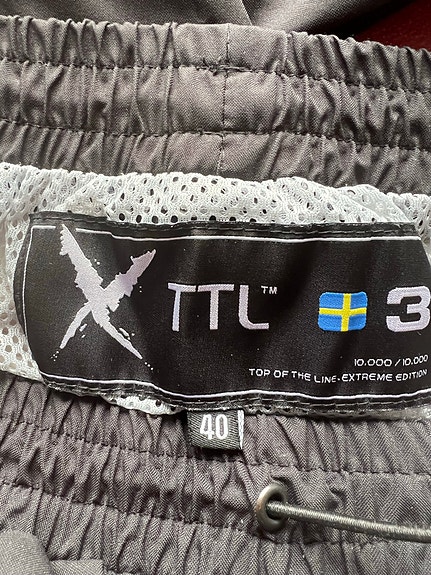 X TTL™ 3
10.000 / 10.000
TOP OF THE LINE-EXTREME EDITION
40